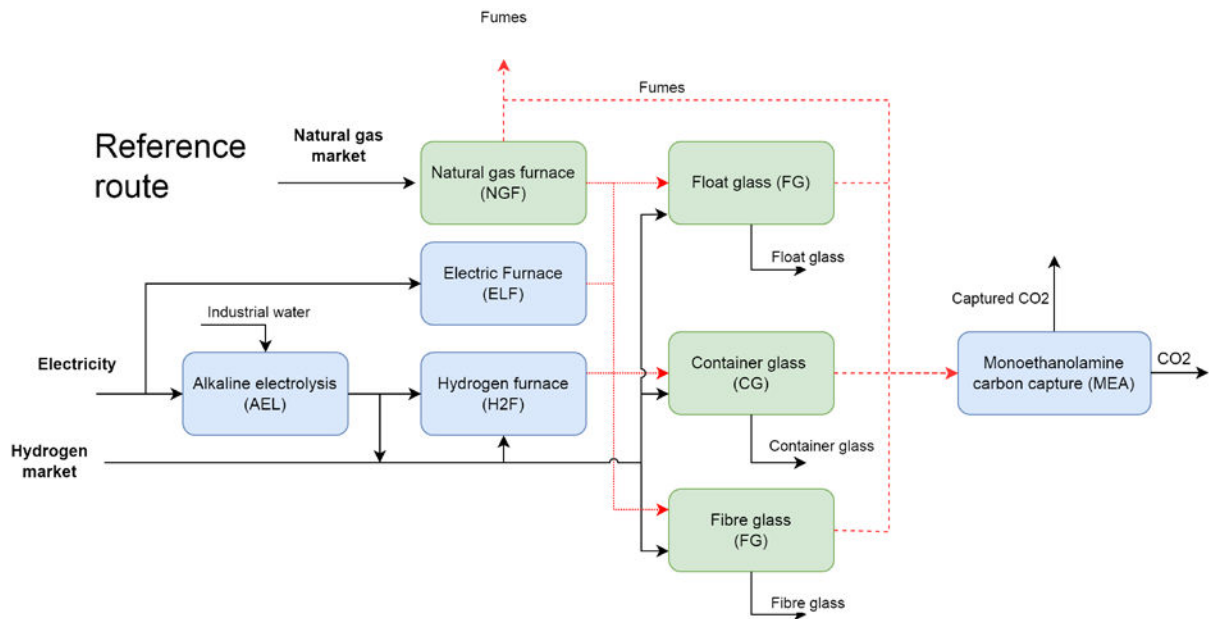 Fumes
Fumes
Reference
route
Natural gas
market
Natural gas furnace
(NGF)
Float glass (FG)
Float glass
Electric Furnace
(ELF)
Industrial water
Captured CO2
Electricity
Alkaline electrolysis
(AEL)
Hydrogen furnace
(H2F)
Container glass
(CG)
Monoethanolamine
carbon capture (MEA)
CO2
Hydrogen
market
Container glass
Fibre glass
(FG)
Fibre glass